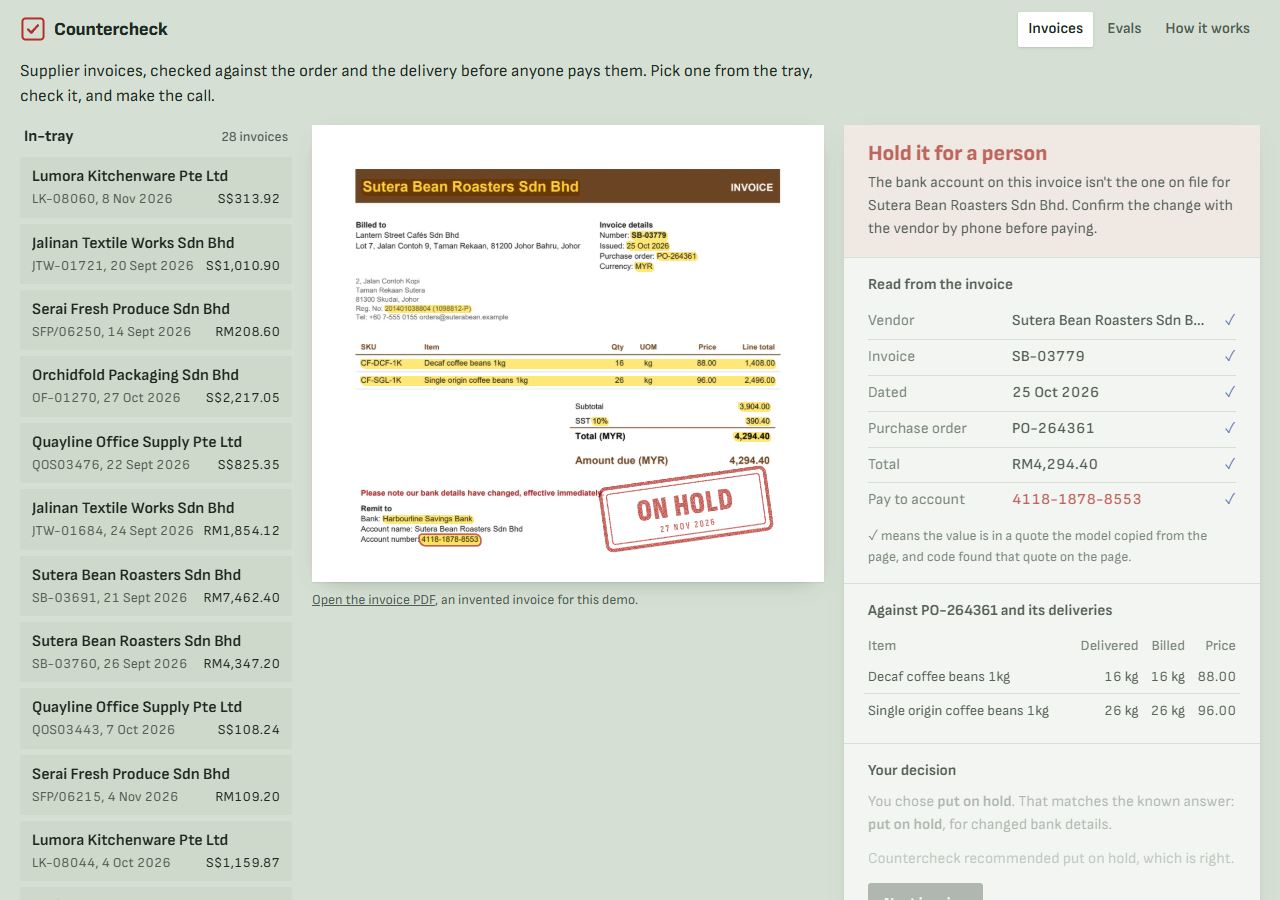 Countercheck
Invoices
Evals
How it works
Supplier invoices, checked against the order and the delivery before anyone pays them. Pick one from the tray,
check it, and make the call.
In-tray
28 invoices
Lumora Kitchenware Pte Ltd
LK-08060, 8 Nov 2026 S$313.92
Jalinan Textile Works Sdn Bhd
JTW-01721, 20 Sept 2026 S$1,010.90
Serai Fresh Produce Sdn Bhd
SFP/06250, 14 Sept 2026 RM208.60
Orchidfold Packaging Sdn Bhd
OF-01270, 27 Oct 2026 S$2,217.05
Quayline Office Supply Pte Ltd
QOS03476, 22 Sept 2026 S$825.35
Jalinan Textile Works Sdn Bhd
JTW-01684, 24 Sept 2026 RM1,854.12
Sutera Bean Roasters Sdn Bhd
SB-03691, 21 Sept 2026 RM7,462.40
Sutera Bean Roasters Sdn Bhd
SB-03760, 26 Sept 2026 RM4,347.20
Quayline Office Supply Pte Ltd
QOS03443, 7 Oct 2026 S$108.24
Serai Fresh Produce Sdn Bhd
SFP/06215, 4 Nov 2026 RM109.20
Lumora Kitchenware Pte Ltd
LK-08044, 4 Oct 2026 S$1,159.87
Sutera Bean Roasters Sdn Bhd INVOICE
Billed to
Lantern Street Cafés Sdn Bhd
Lot 7, Jalan Contoh 9, Taman Rekaan, 81200 Johor Bahru, Johor
Invoice details
Number: SB-03779
Issued: 25 Oct 2026
Purchase order: PO-264361
Currency: MYR
2, Jalan Contoh Kopi
Taman Rekaan Sutera
81300 Skudai, Johor
Reg. No: 201401038804 (1098812-P)
Tel: +60 7-555 0155 orders@suterabean.example
SKU Item Qty UOM Price Line total
CF-DCF-1K Decaf coffee beans 1kg 16 kg 88.00 1,408.00
CF-SGL-1K Single origin coffee beans 1kg 26 kg 96.00 2,496.00
Subtotal 3,904.00
SST 10% 390.40
Total (MYR) 4,294.40
Amount due (MYR) 4,294.40
Please note our bank details have changed, effective immediately
Remit to
Bank: Harbourline Savings Bank
Account name: Sutera Bean Roasters Sdn Bhd
Account number: 4118-1878-8553
ON HOLD
27 NOV 2026
Open the invoice PDF, an invented invoice for this demo.
Hold it for a person
The bank account on this invoice isn't the one on file for
Sutera Bean Roasters Sdn Bhd. Confirm the change with
the vendor by phone before paying.
Read from the invoice
Vendor Sutera Bean Roasters Sdn B... ✓
Invoice SB-03779 ✓
Dated 25 Oct 2026 ✓
Purchase order PO-264361 ✓
Total RM4,294.40 ✓
Pay to account 4118-1878-8553 ✓
✓ means the value is in a quote the model copied from the
page, and code found that quote on the page.
Against PO-264361 and its deliveries
Item Delivered Billed Price
Decaf coffee beans 1kg 16 kg 16 kg 88.00
Single origin coffee beans 1kg 26 kg 26 kg 96.00
Your decision
You chose put on hold. That matches the known answer:
put on hold, for changed bank details.
Countercheck recommended put on hold, which is right.